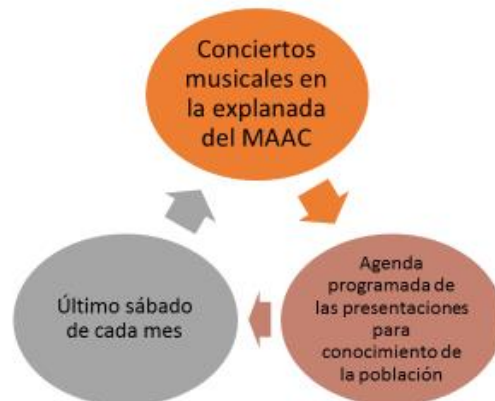 Conciertos
musicales en
la explanada
del MAAC
Agenda
programada de
las presentaciones
para
conocimiento de
la población
Último sábado
de cada mes